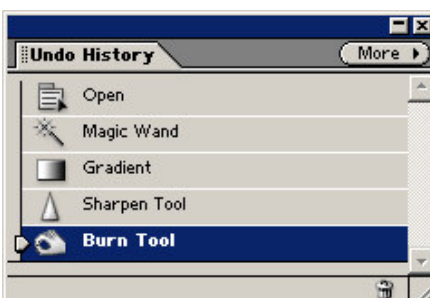 Undo History
More
Open
Magic Wand
Gradient
Sharpen Tool
Burn Tool